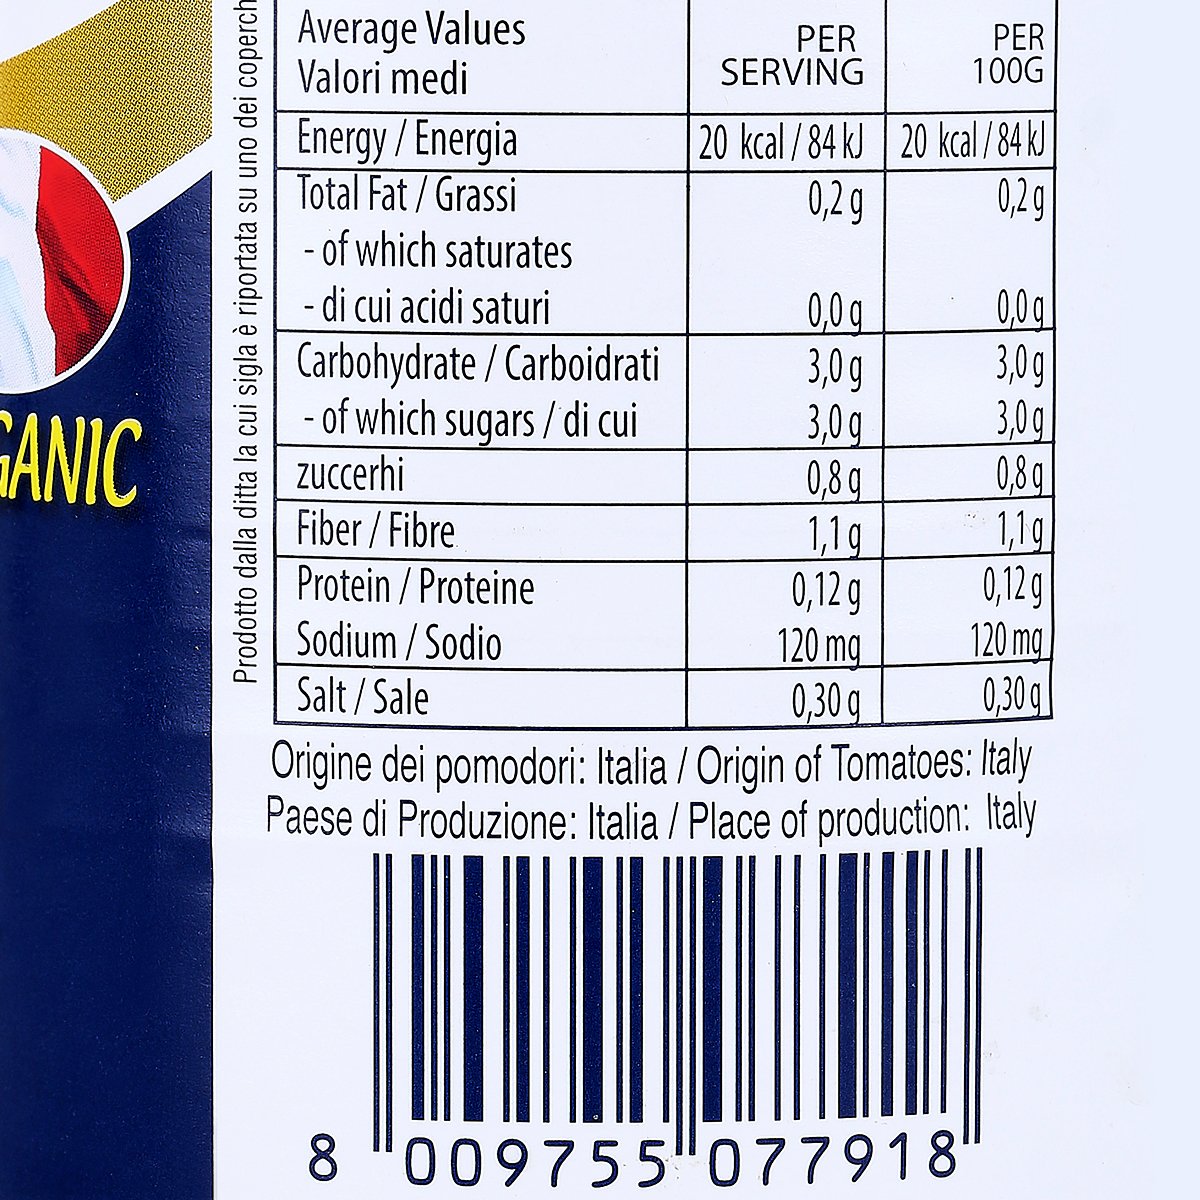 Average Values PER PER
Valori medi SERVING 100G
Energy / Energia 20 kcal / 84 kJ 20 kcal / 84 kJ
Total Fat / Grassi 0,2 g 0,2 g
- of which saturates
- di cui acidi saturi 0,0 g 0,0 g
Carbohydrate / Carboidrati 3,0 g 3,0 g
- of which sugars / di cui 3,0 g 3,0 g
zuccerhi 0,8 g 0,8 g
Fiber / Fibre 1,1 g 1,1 g
Protein / Proteine 0,12 g 0,12 g
Sodium / Sodio 120 mg 120 mg
Salt / Sale 0,30 g 0,30 g
Origine dei pomodori: Italia / Origin of Tomatoes: Italy
Paese di Produzione: Italia / Place of production: Italy
8 009755 077918
Prodotto dalla ditta la cui sigla è riportata su uno dei coperch
GANIC